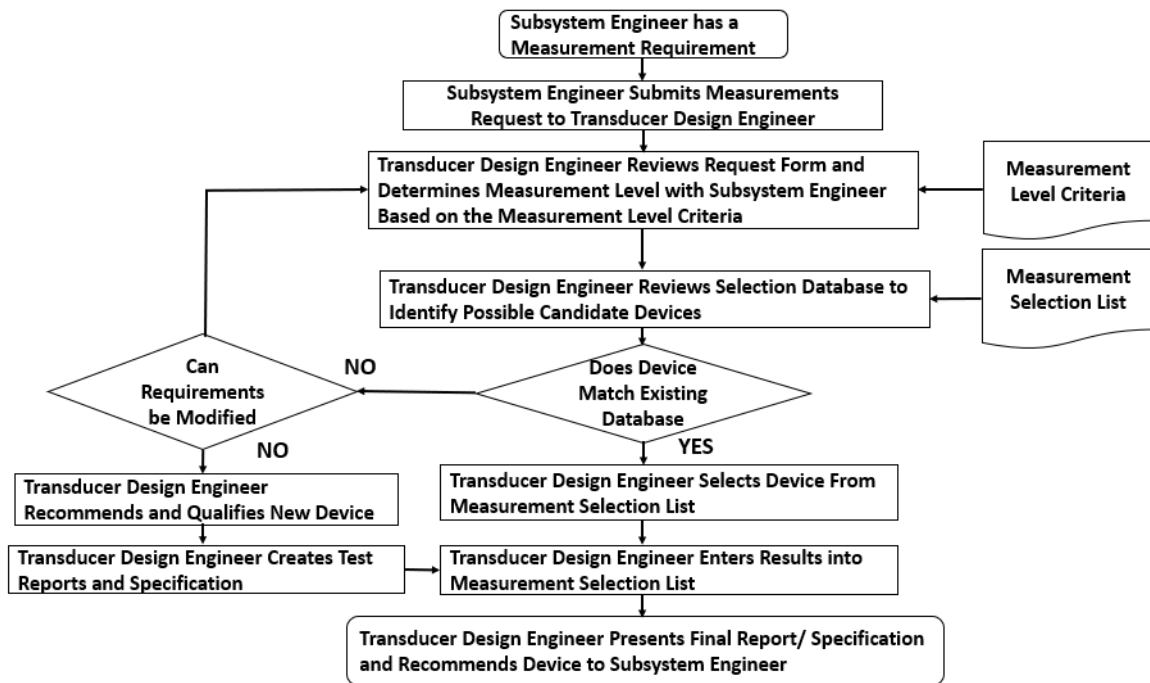 Subsystem Engineer has a
Measurement Requirement
Subsystem Engineer Submits Measurements
Request to Transducer Design Engineer
Transducer Design Engineer Reviews Request Form and
Determines Measurement Level with Subsystem Engineer
Based on the Measurement Level Criteria
Measurement
Level Criteria
Transducer Design Engineer Reviews Selection Database to
Identify Possible Candidate Devices
Measurement
Selection List
Can
Requirements
be Modified
NO
Does Device
Match Existing
Database
NO
YES
Transducer Design Engineer
Recommends and Qualifies New Device
Transducer Design Engineer Selects Device From
Measurement Selection List
Transducer Design Engineer Creates Test
Reports and Specification
Transducer Design Engineer Enters Results into
Measurement Selection List
Transducer Design Engineer Presents Final Report/ Specification
and Recommends Device to Subsystem Engineer